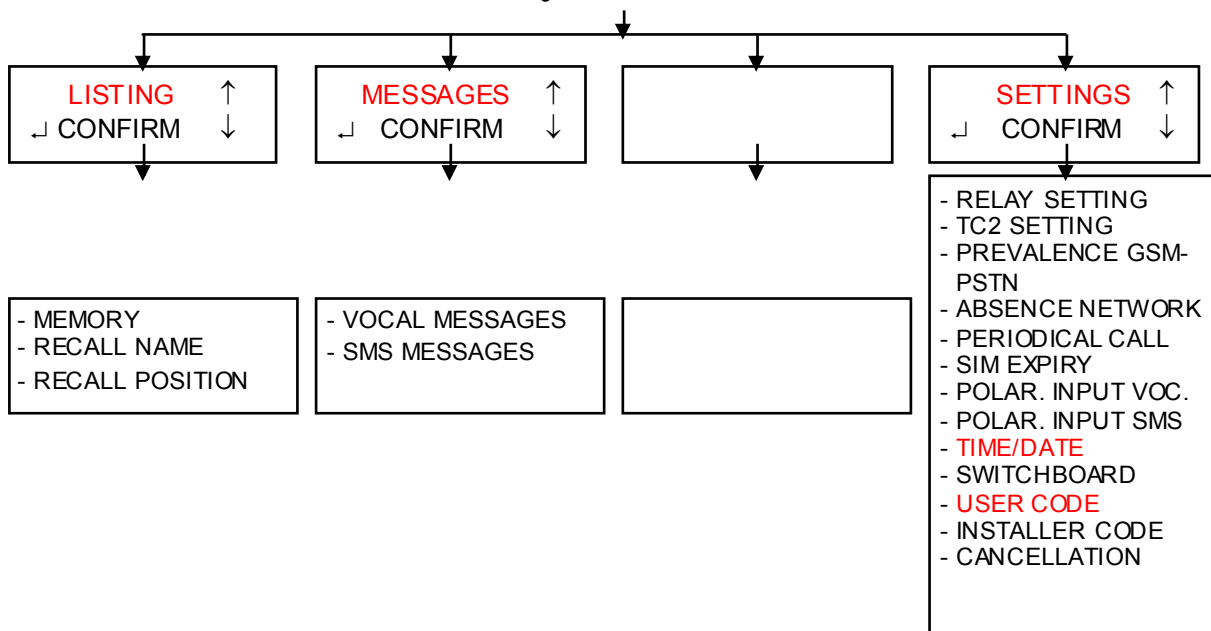 LISTING ↑
↵ CONFIRM ↓
MESSAGES ↑
↵ CONFIRM ↓
SETTINGS ↑
↵ CONFIRM ↓
- MEMORY
- RECALL NAME
- RECALL POSITION
- VOCAL MESSAGES
- SMS MESSAGES
- RELAY SETTING
- TC2 SETTING
- PREVALENCE GSM-
PSTN
- ABSENCE NETWORK
- PERIODICAL CALL
- SIM EXPIRY
- POLAR. INPUT VOC.
- POLAR. INPUT SMS
- TIME/DATE
- SWITCHBOARD
- USER CODE
- INSTALLER CODE
- CANCELLATION